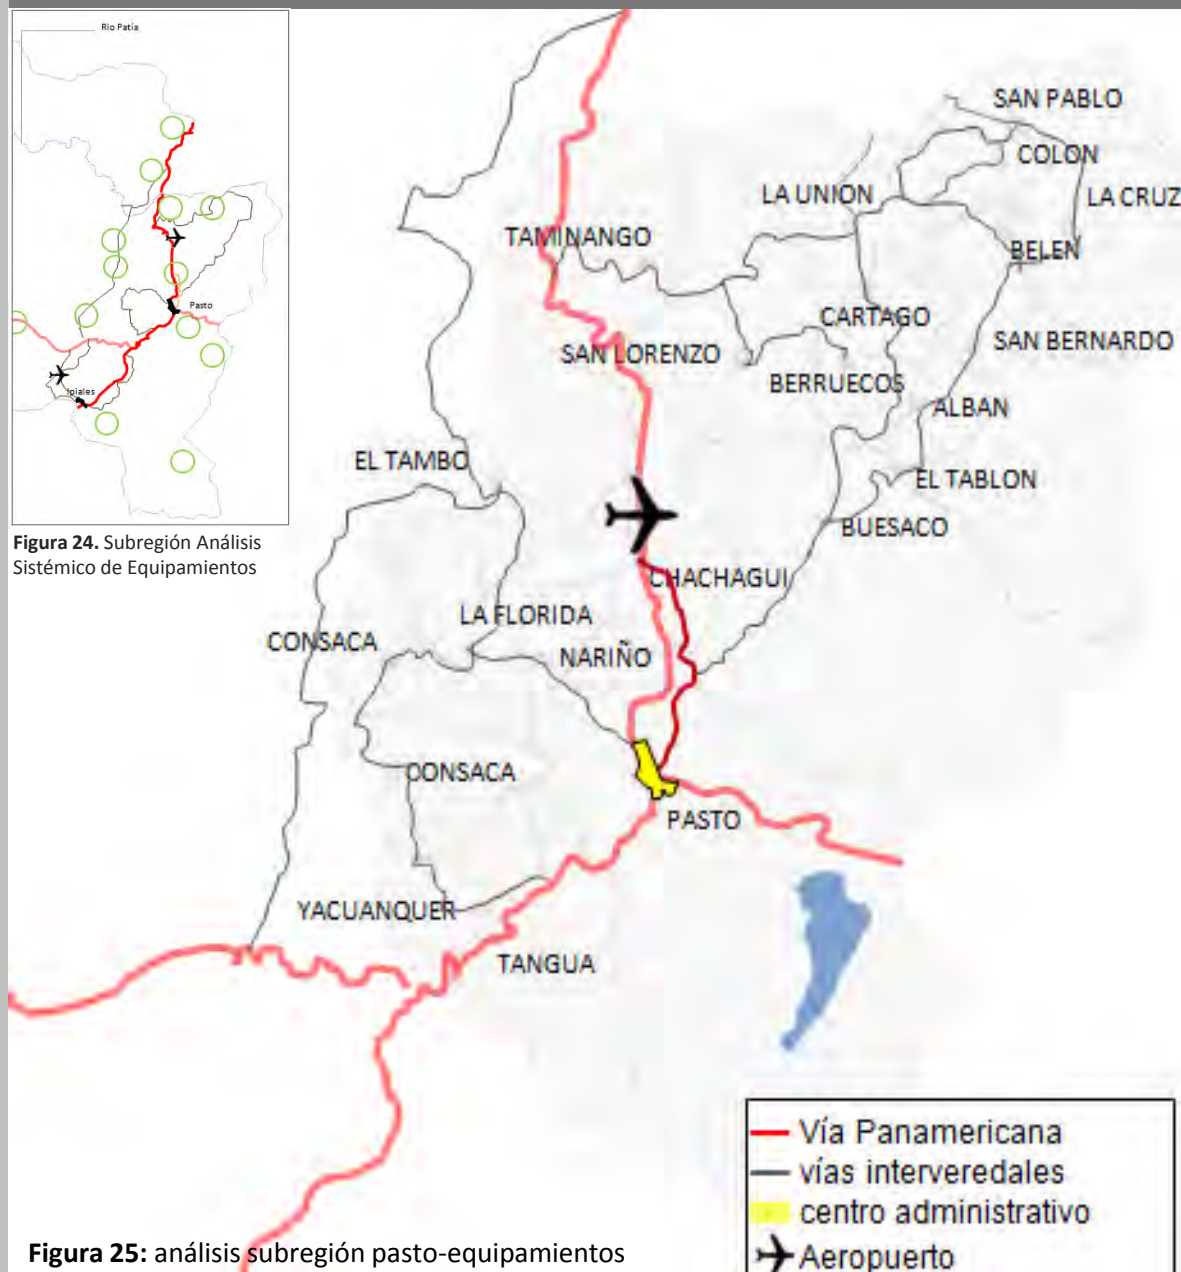 Rio Patía
Pasto
Ipiales
Figura 24. Subregión Análisis
Sistémico de Equipamientos
SAN PABLO
COLON
LA UNION
LA CRUZ
TAMINANGO
BELEN
CARTAGO
SAN BERNARDO
SAN LORENZO
BERRUECOS
ALBAN
EL TAMBO
EL TABLON
BUESACO
CHACHAGUI
LA FLORIDA
CONSACA
NARIÑO
CONSACA
PASTO
YACUANQUER
TANGUA
Vía Panamericana
vías interveredales
centro administrativo
Aeropuerto
Figura 25: análisis subregión pasto-equipamientos